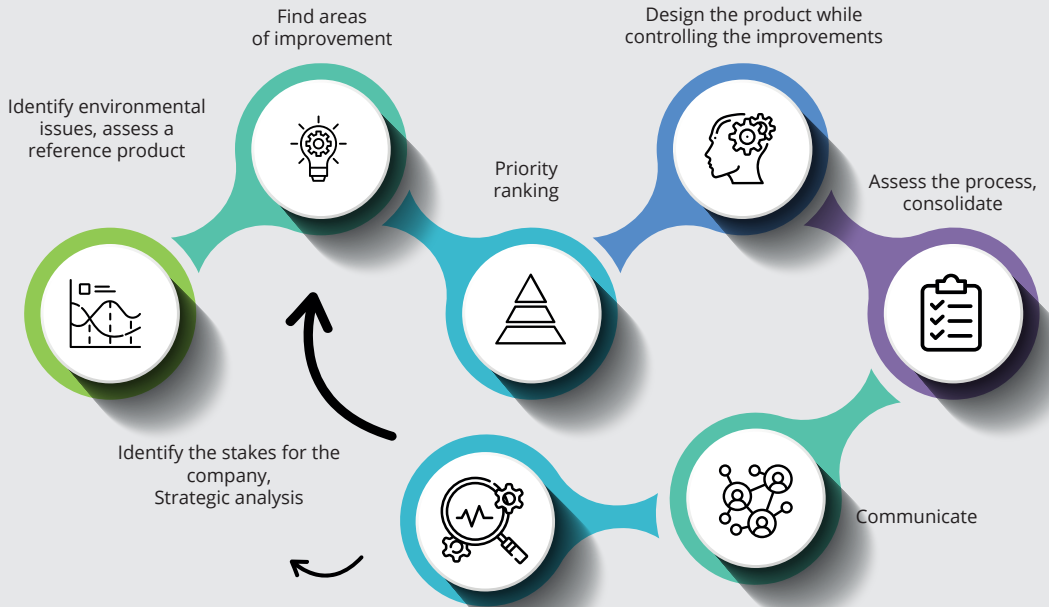 Identify environmental
issues, assess a
reference product
Find areas
of improvement
Priority
ranking
Design the product while
controlling the improvements
Assess the process,
consolidate
Communicate
Identify the stakes for the
company,
Strategic analysis